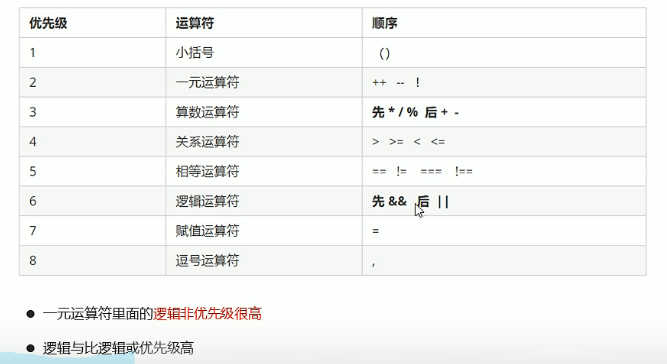 优先级 运算符 顺序
1 小括号 ()
2 一元运算符 ++ -- !
3 算数运算符 先 * / % 后 + -
4 关系运算符 > >= < <=
5 相等运算符 == != === !==
6 逻辑运算符 先 && 后 ||
7 赋值运算符 =
8 逗号运算符 ,
● 一元运算符里面的逻辑非优先级很高
● 逻辑与比逻辑或优先级高